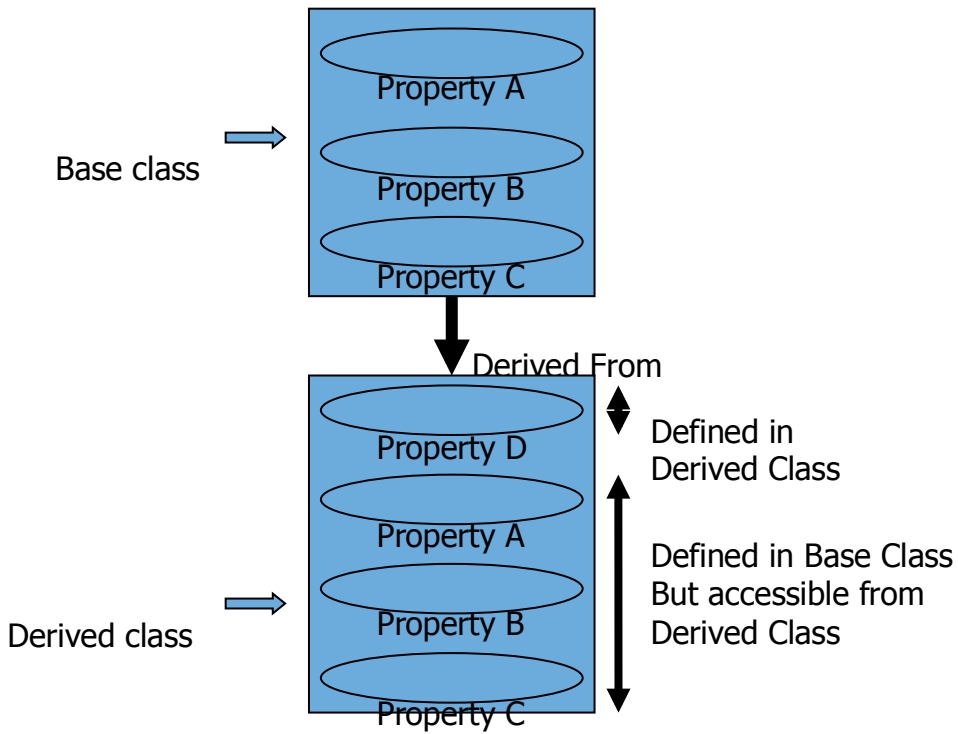 Property A
Base class
Property B
Property C
Derived From
Property D
Defined in
Derived Class
Property A
Defined in Base Class
But accessible from
Derived Class
Property B
Derived class
Property C